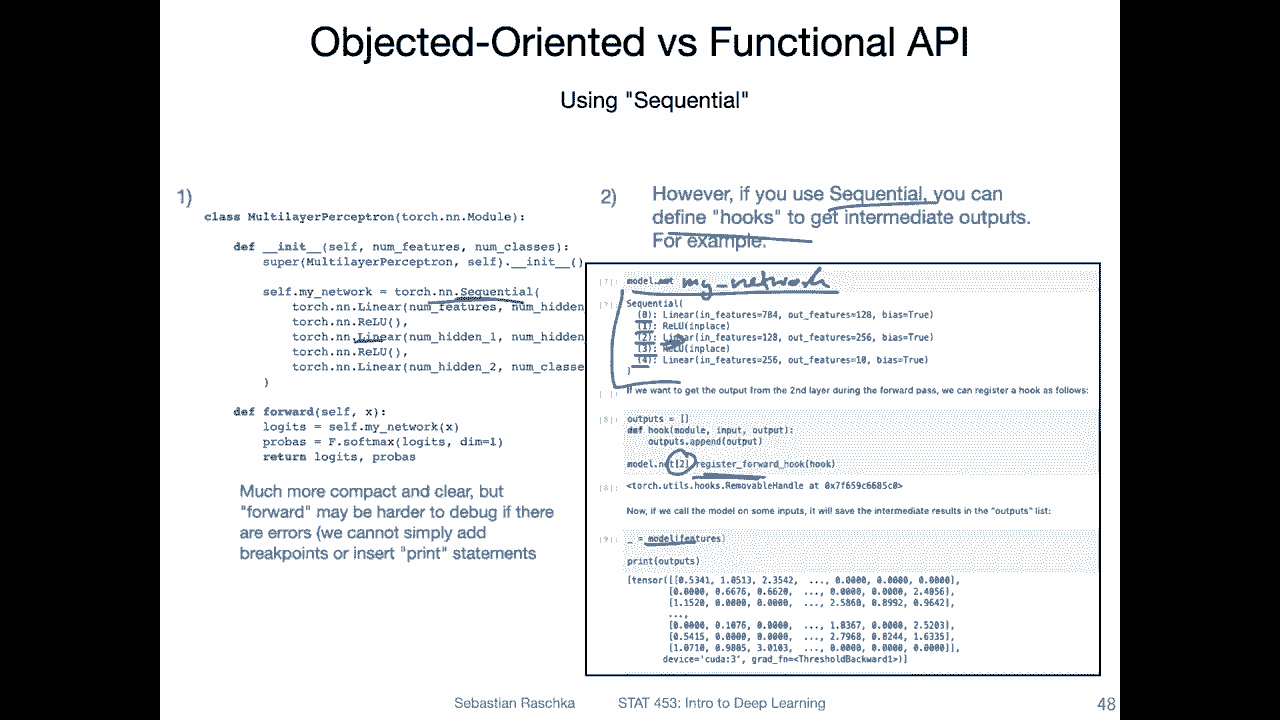 Objected-Oriented vs Functional API
Using "Sequential"
1)
class MultilayerPerceptron(torch.nn.Module):
def __init__(self, num_features, num_classes):
super(MultilayerPerceptron, self).__init__()
self.my_network = torch.nn.Sequential(
torch.nn.Linear(num_features, num_hidden
torch.nn.ReLU(),
torch.nn.Linear(num_hidden_1, num_hidden
torch.nn.ReLU(),
torch.nn.Linear(num_hidden_2, num_classe
)
def forward(self, x):
logits = self.my_network(x)
probas = F.softmax(logits, dim=1)
return logits, probas
Much more compact and clear, but
"forward" may be harder to debug if there
are errors (we cannot simply add
breakpoints or insert "print" statements
2)
However, if you use Sequential, you can
define "hooks" to get intermediate outputs.
For example:
[7]: model.net my_network
[7]: Sequential(
(0): Linear(in_features=784, out_features=128, bias=True)
(1): ReLU(inplace)
(2): Linear(in_features=128, out_features=256, bias=True)
(3): ReLU(inplace)
(4): Linear(in_features=256, out_features=10, bias=True)
)
If we want to get the output from the 2nd layer during the forward pass, we can register a hook as follows:
[8]: outputs = []
def hook(module, input, output):
outputs.append(output)
model.net[2].register_forward_hook(hook)
[8]: <torch.utils.hooks.RemovableHandle at 0x7f659c6685c0>
Now, if we call the model on some inputs, it will save the intermediate results in the "outputs" list:
[9]: _ = model(features)
print(outputs)
[tensor([[0.5341, 1.0513, 2.3542, ..., 0.0000, 0.0000, 0.0000],
[0.0000, 0.6676, 0.6620, ..., 0.0000, 0.0000, 2.4056],
[1.1520, 0.0000, 0.0000, ..., 2.5860, 0.8992, 0.9642],
...,
[0.0000, 0.1076, 0.0000, ..., 1.8367, 0.0000, 2.5203],
[0.5415, 0.0000, 0.0000, ..., 2.7968, 0.8244, 1.6335],
[1.0710, 0.9805, 3.0103, ..., 0.0000, 0.0000, 0.0000]],
device='cuda:3', grad_fn=<ThresholdBackward1>)]
Sebastian Raschka STAT 453: Intro to Deep Learning 48